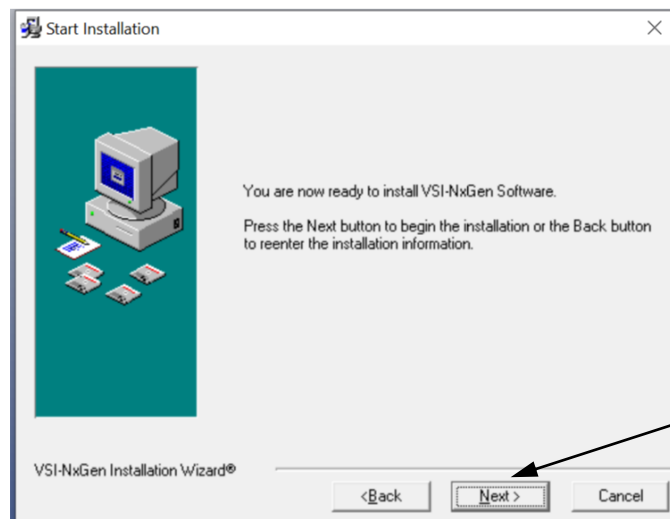 Start Installation
You are now ready to install VSI-NxGen Software.
Press the Next button to begin the installation or the Back button
to reenter the installation information.
VSI-NxGen Installation Wizard®
<Back
Next >
Cancel